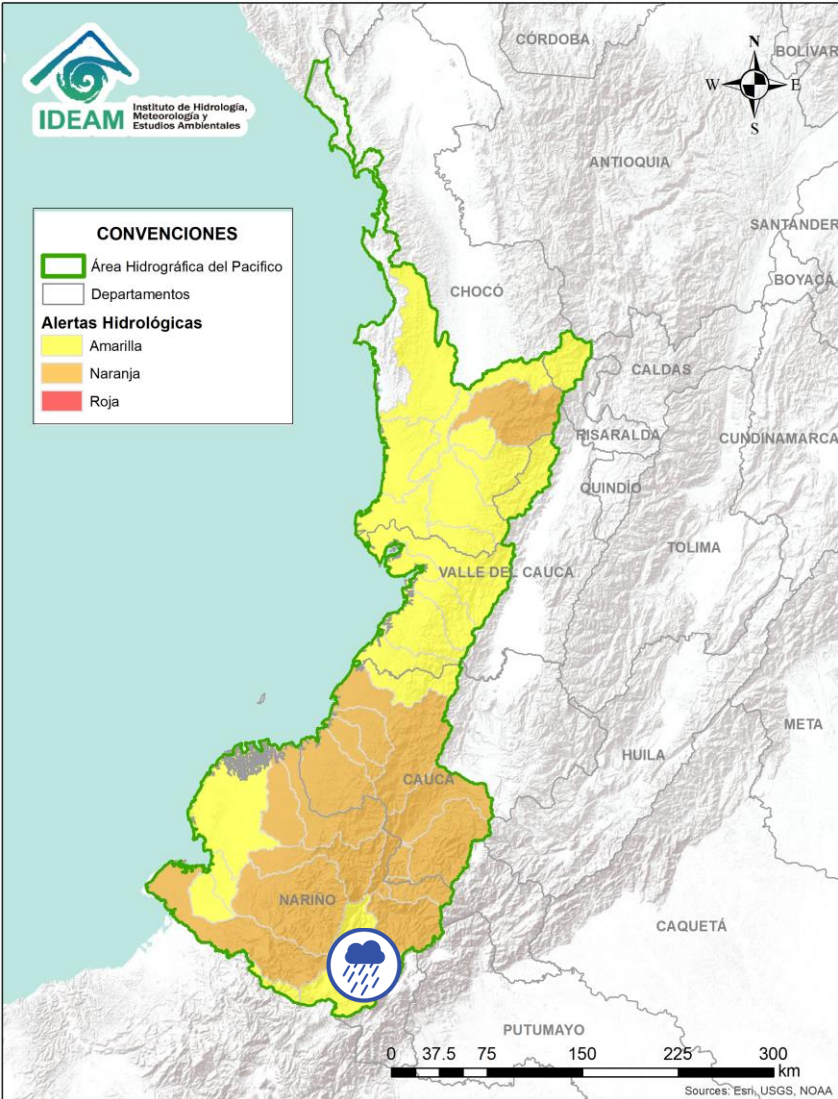 IDEAM
Instituto de Hidrología,
Meteorología y
Estudios Ambientales
N
W
E
S
CONVENCIONES
Área Hidrográfica del Pacifico
Departamentos
Alertas Hidrológicas
Amarilla
Naranja
Roja
CÓRDOBA
BOLÍVAR
ANTIOQUIA
SANTANDER
BOYACÁ
CHOCÓ
CALDAS
RISARALDA
CUNDINAMARCA
QUINDÍO
TOLIMA
VALLE DEL CAUCA
META
HUILA
CAUCA
NARIÑO
CAQUETÁ
PUTUMAYO
0 37.5 75 150 225 300
km
Sources: Esri, USGS, NOAA